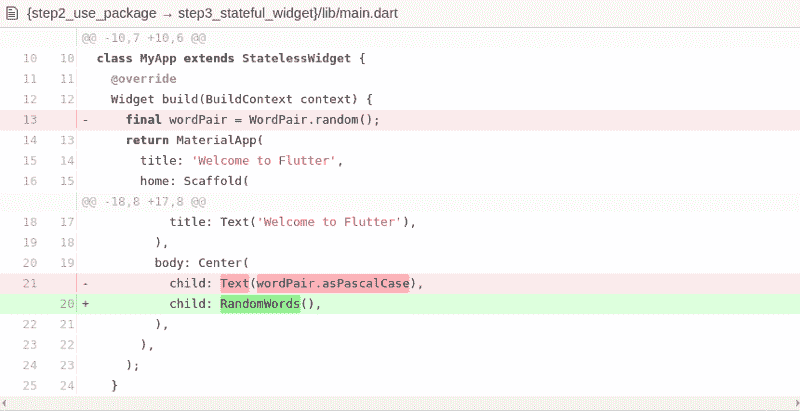 {step2_use_package → step3_stateful_widget}/lib/main.dart
@@ -10,7 +10,6 @@
10 10 class MyApp extends StatelessWidget {
11 11 @override
12 12 Widget build(BuildContext context) {
13 - final wordPair = WordPair.random();
14 13 return MaterialApp(
15 14 title: 'Welcome to Flutter',
16 15 home: Scaffold(
@@ -18,8 +17,8 @@
18 17 title: Text('Welcome to Flutter'),
19 18 ),
20 19 body: Center(
21 - child: Text(wordPair.asPascalCase),
20 + child: RandomWords(),
22 21 ),
23 22 ),
24 23 );
25 24 }